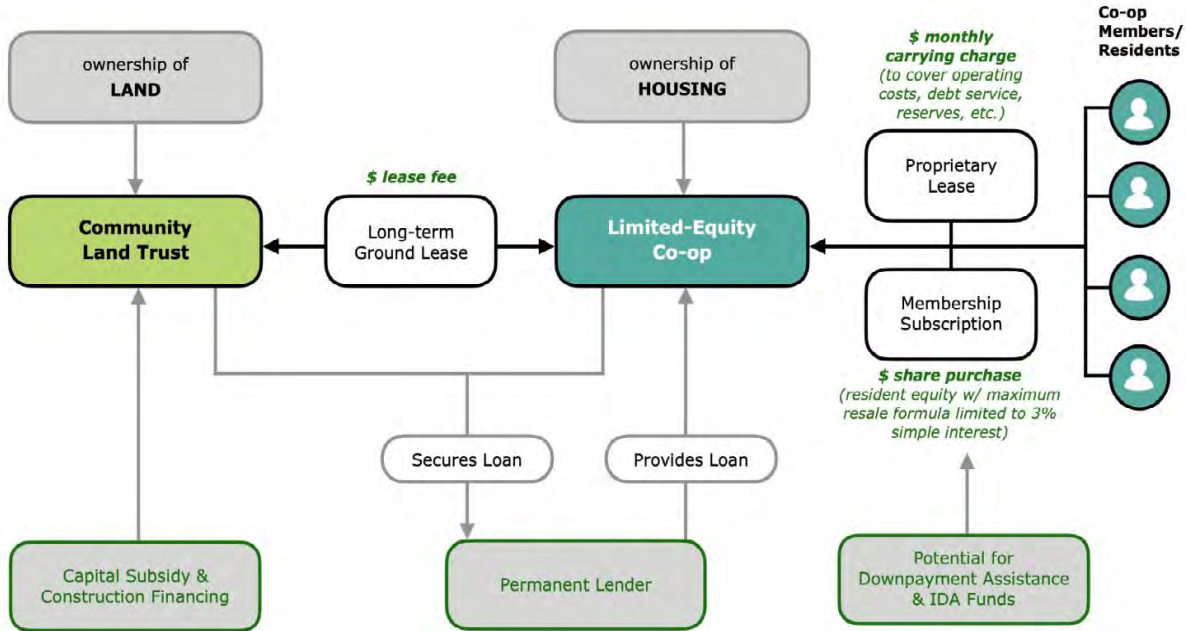 ownership of
LAND
ownership of
HOUSING
$ monthly
carrying charge
(to cover operating
costs, debt service,
reserves, etc.)
Co-op
Members/
Residents
Proprietary
Lease
Community
Land Trust
$ lease fee
Long-term
Ground Lease
Limited-Equity
Co-op
Membership
Subscription
$ share purchase
(resident equity w/ maximum
resale formula limited to 3%
simple interest)
Secures Loan
Provides Loan
Capital Subsidy &
Construction Financing
Permanent Lender
Potential for
Downpayment Assistance
& IDA Funds